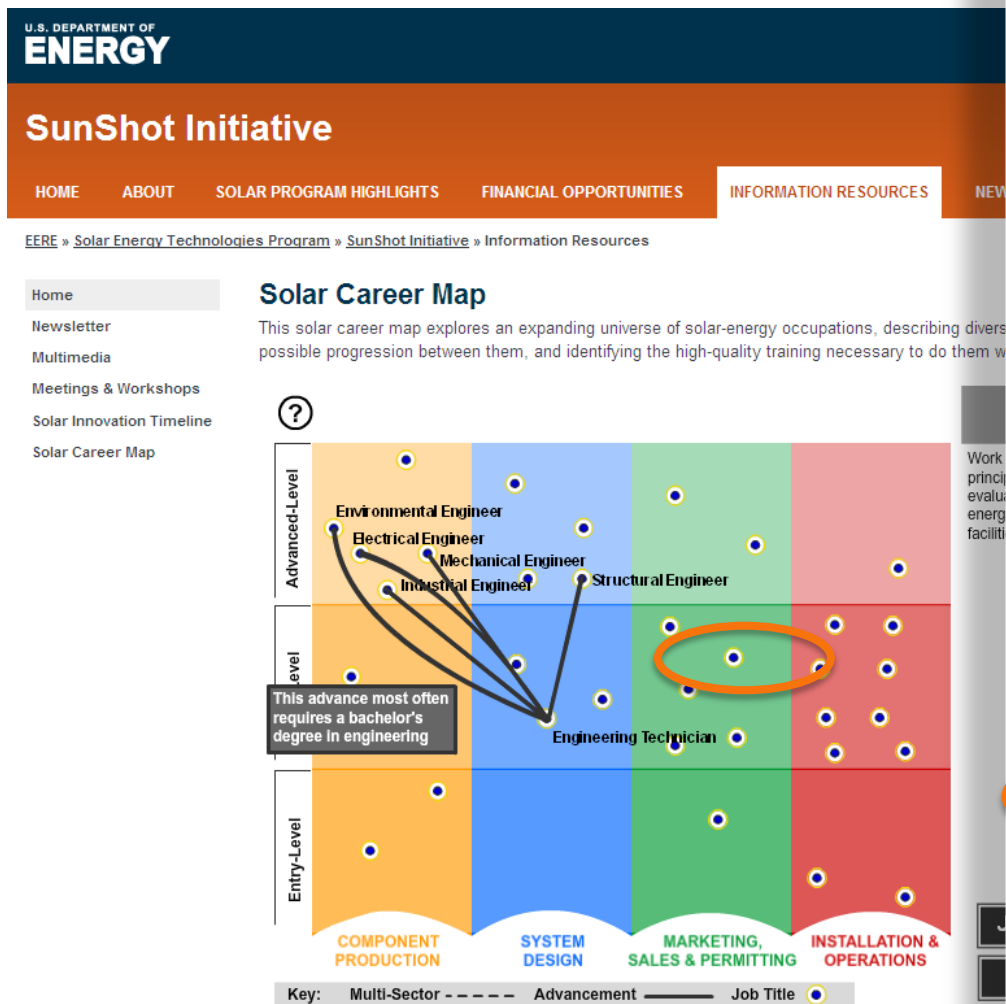 U.S. DEPARTMENT OF
ENERGY
SunShot Initiative
HOME ABOUT SOLAR PROGRAM HIGHLIGHTS FINANCIAL OPPORTUNITIES INFORMATION RESOURCES NEW
EERE » Solar Energy Technologies Program » SunShot Initiative » Information Resources
Home
Newsletter
Multimedia
Meetings & Workshops
Solar Innovation Timeline
Solar Career Map
Solar Career Map
This solar career map explores an expanding universe of solar-energy occupations, describing divers
possible progression between them, and identifying the high-quality training necessary to do them w
?
Advanced-Level
Environmental Engineer
Electrical Engineer
Mechanical Engineer
Industrial Engineer
Structural Engineer
Level
This advance most often
requires a bachelor's
degree in engineering
Engineering Technician
Entry-Level
COMPONENT
PRODUCTION
SYSTEM
DESIGN
MARKETING,
SALES & PERMITTING
INSTALLATION &
OPERATIONS
Key: Multi-Sector Advancement Job Title
Work
princi
evalua
energ
faciliti
J